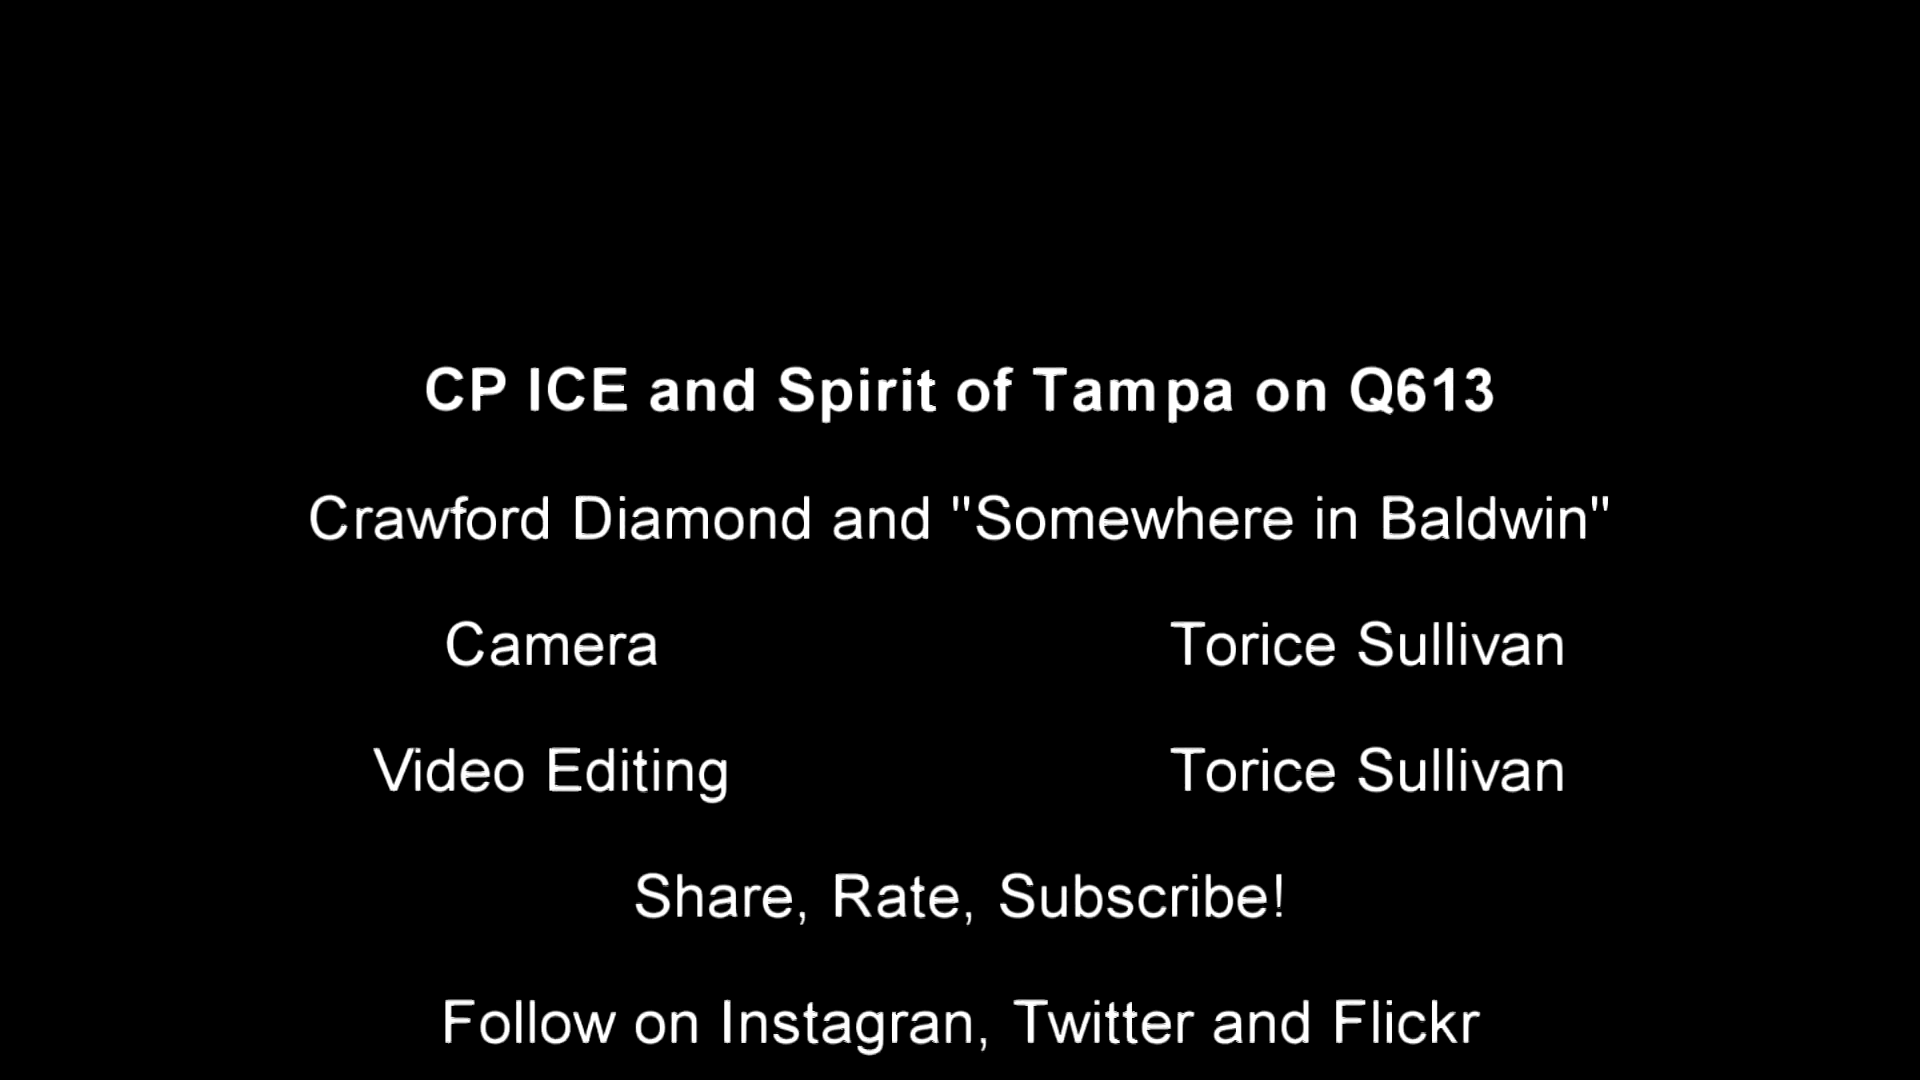 CP ICE and Spirit of Tampa on Q613
Crawford Diamond and "Somewhere in Baldwin"
Camera Torice Sullivan
Video Editing Torice Sullivan
Share, Rate, Subscribe!
Follow on Instagran, Twitter and Flickr